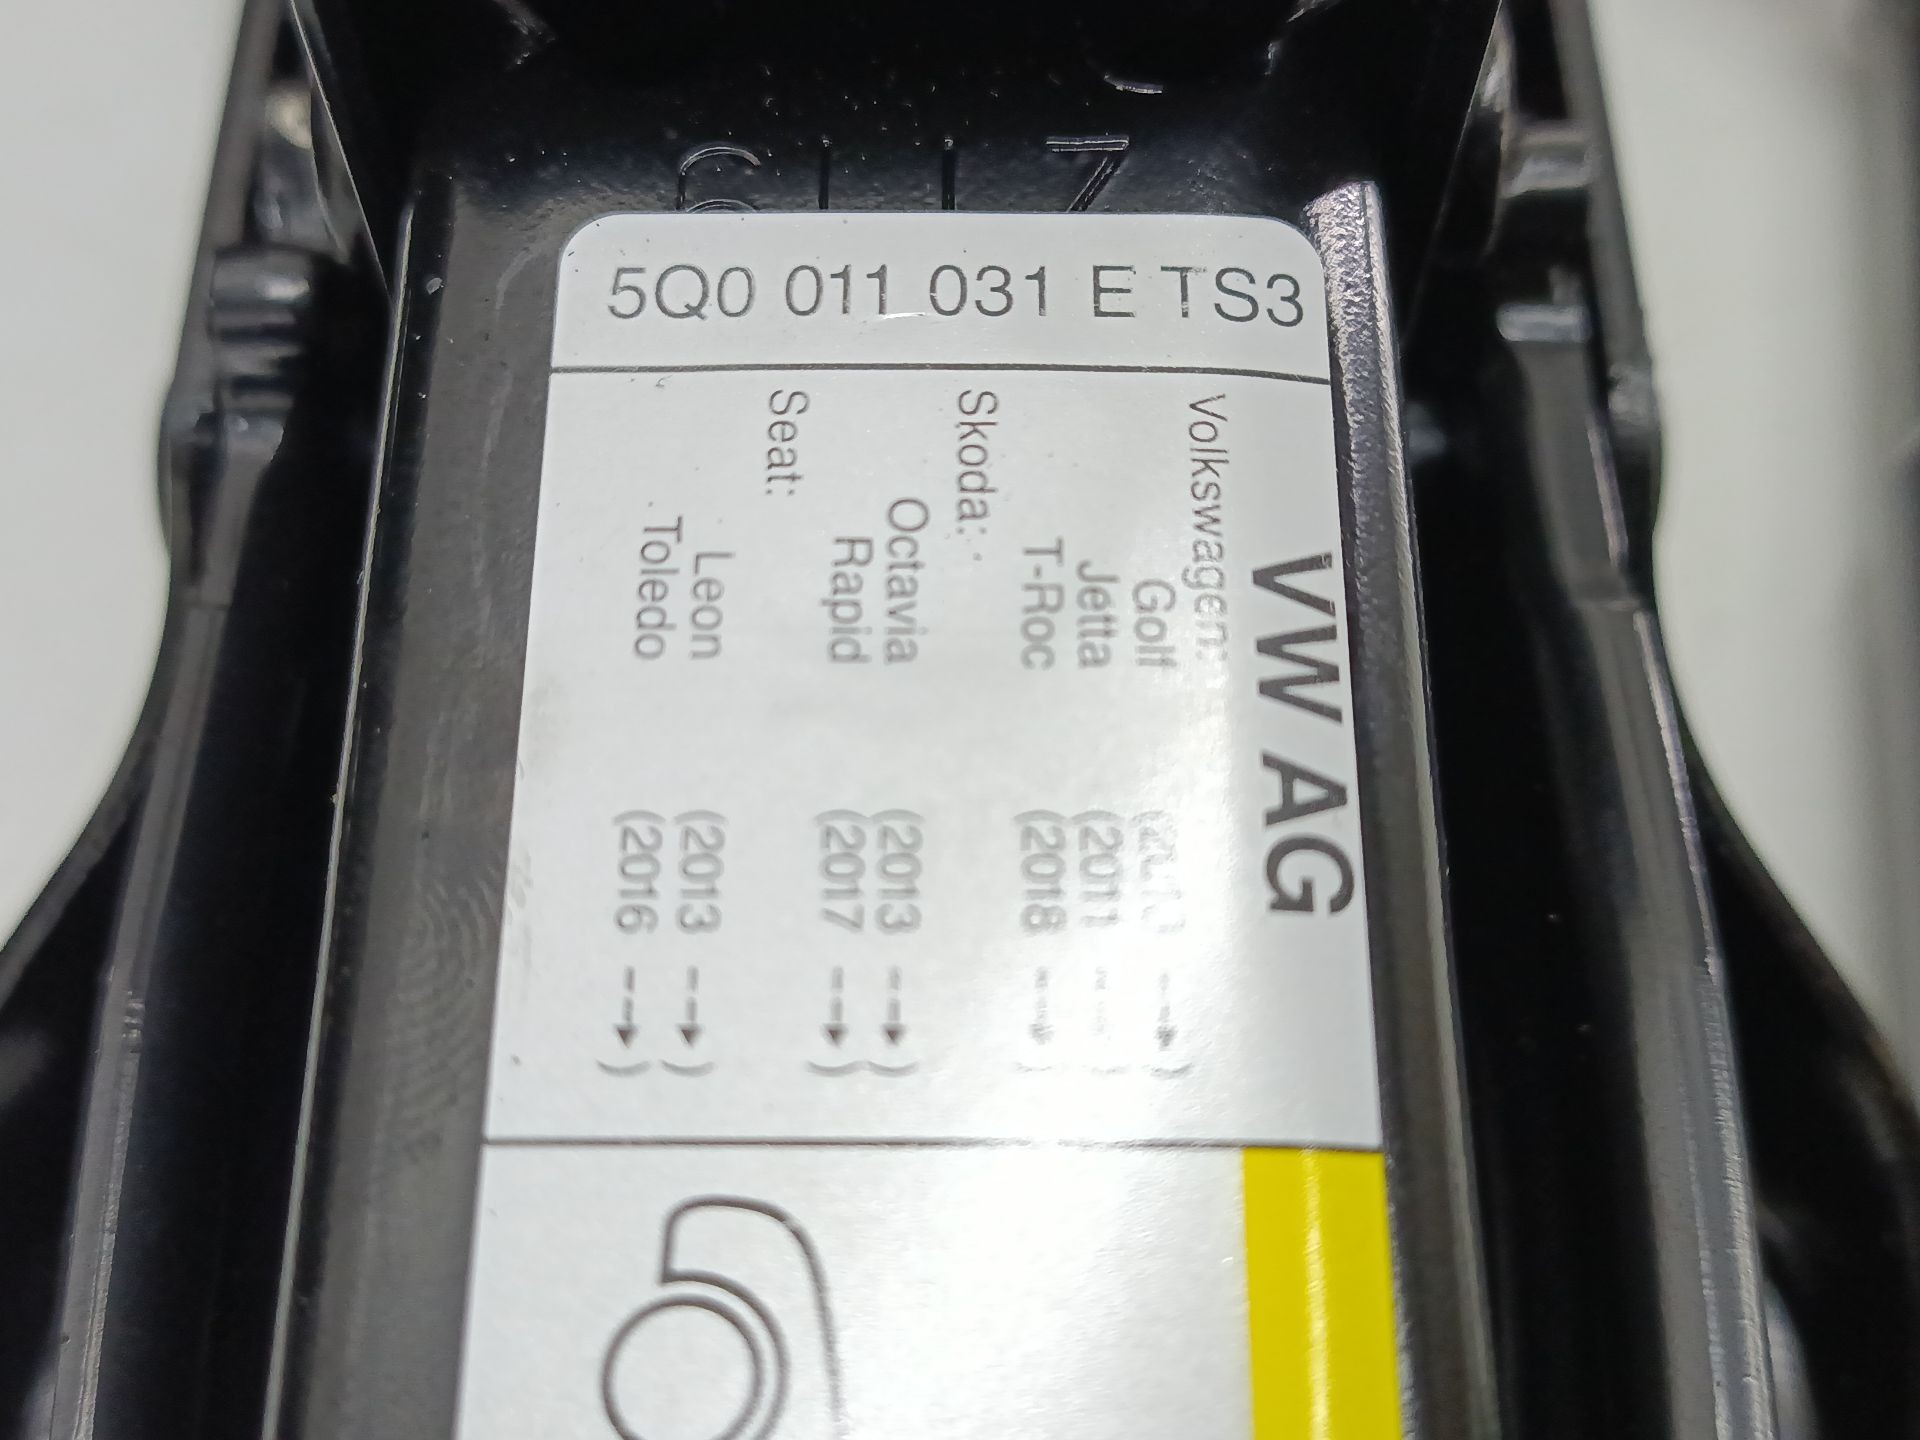 5Q0 011 031 E TS3
VW AG
Volkswagen:
Golf (2013 --→)
Jetta (2011 --→)
T-Roc (2018 --→)
Skoda:
Octavia (2013 --→)
Rapid (2017 --→)
Seat:
Leon (2013 --→)
Toledo (2016 --→)